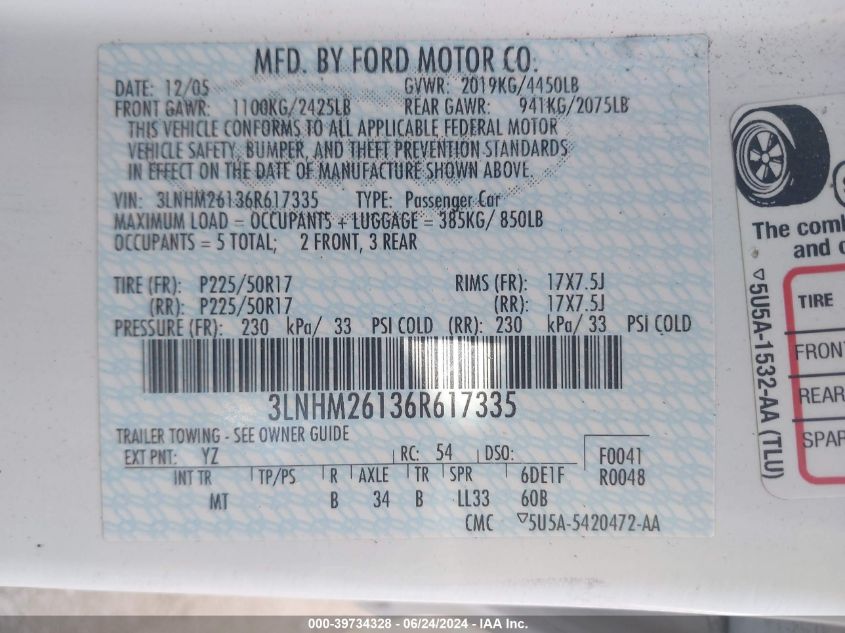 MFD. BY FORD MOTOR CO.
DATE: 12/05 GVWR: 2019KG/4450LB
FRONT GAWR: 1100KG/2425LB REAR GAWR: 941KG/2075LB
THIS VEHICLE CONFORMS TO ALL APPLICABLE FEDERAL MOTOR
VEHICLE SAFETY, BUMPER, AND THEFT PREVENTION STANDARDS
IN EFFECT ON THE DATE OF MANUFACTURE SHOWN ABOVE.
VIN: 3LNHM26136R617335 TYPE: Passenger Car
MAXIMUM LOAD = OCCUPANTS + LUGGAGE = 385KG/ 850LB
OCCUPANTS = 5 TOTAL; 2 FRONT, 3 REAR
TIRE (FR): P225/50R17 RIMS (FR): 17X7.5J
(RR): P225/50R17 (RR): 17X7.5J
PRESSURE (FR): 230 kPa/ 33 PSI COLD (RR): 230 kPa/ 33 PSI COLD
3LNHM26136R617335
TRAILER TOWING - SEE OWNER GUIDE
EXT PNT: YZ RC: 54 DSO: F0041
INT TR TP/PS R AXLE TR SPR 6DE1F R0048
MT B 34 B LL33 60B
CMC 5U5A-5420472-AA
The comb
and c
TIRE
FRONT
REAR
SPAR
5U5A-1532-AA (TLU)
000-39734328 - 06/24/2024 - IAA Inc.